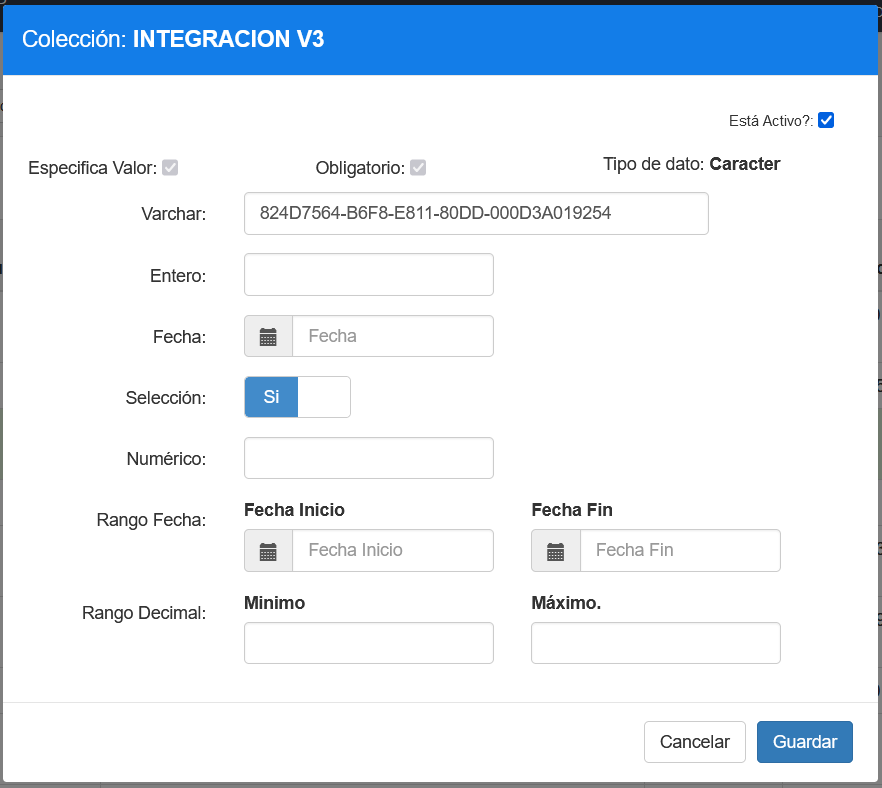 Colección: INTEGRACION V3
Está Activo?:
Especifica Valor: Obligatorio: Tipo de dato: Caracter
Varchar: 824D7564-B6F8-E811-80DD-000D3A019254
Entero:
Fecha: Fecha
Selección: Si
Numérico:
Rango Fecha: Fecha Inicio Fecha Fin
Fecha Inicio Fecha Fin
Rango Decimal: Minimo Máximo.
Cancelar Guardar